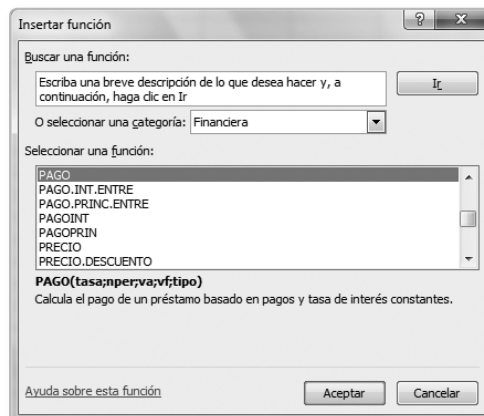 Insertar función
Buscar una función:
Escriba una breve descripción de lo que desea hacer y, a
continuación, haga clic en Ir
Ir
O seleccionar una categoría: Financiera
Seleccionar una función:
PAGO
PAGO.INT.ENTRE
PAGO.PRINC.ENTRE
PAGOINT
PAGOPRIN
PRECIO
PRECIO.DESCUENTO
PAGO(tasa;nper;va;vf;tipo)
Calcula el pago de un préstamo basado en pagos y tasa de interés constantes.
Ayuda sobre esta función
Aceptar Cancelar